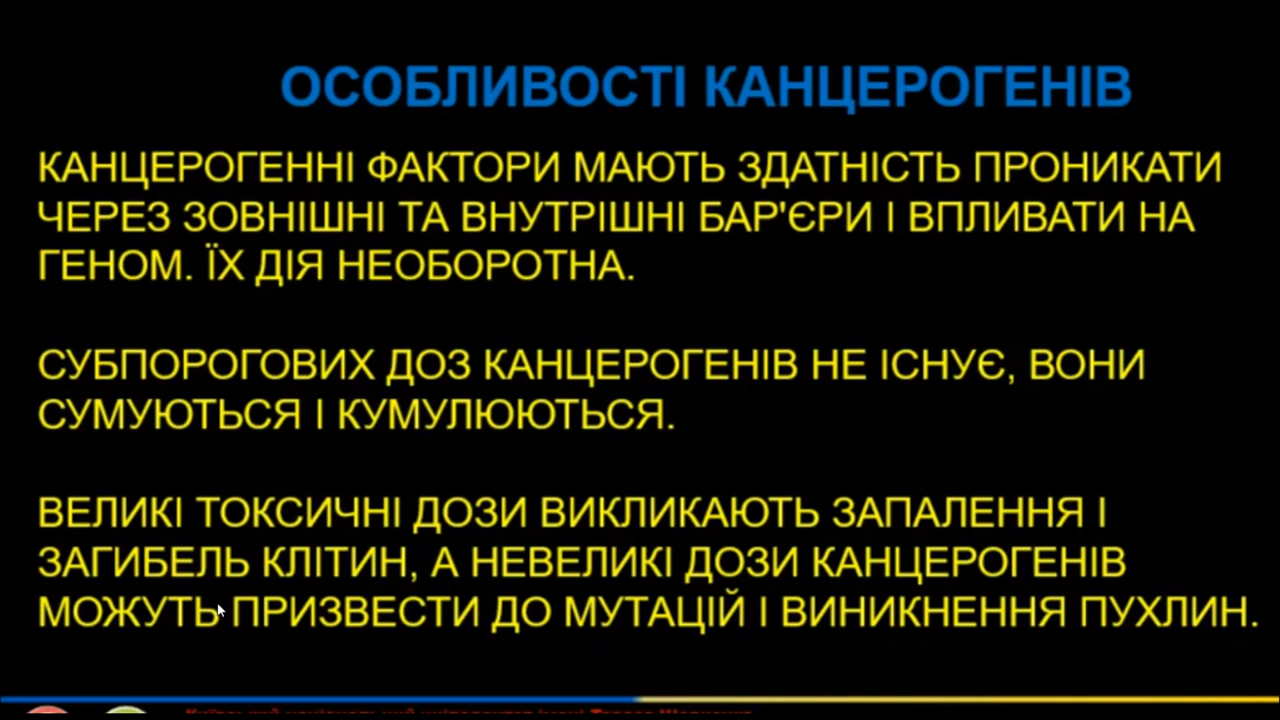 ОСОБЛИВОСТІ КАНЦЕРОГЕНІВ
КАНЦЕРОГЕННІ ФАКТОРИ МАЮТЬ ЗДАТНІСТЬ ПРОНИКАТИ
ЧЕРЕЗ ЗОВНІШНІ ТА ВНУТРІШНІ БАР'ЄРИ І ВПЛИВАТИ НА
ГЕНОМ. ЇХ ДІЯ НЕОБОРОТНА.
СУБПОРОГОВИХ ДОЗ КАНЦЕРОГЕНІВ НЕ ІСНУЄ, ВОНИ
СУМУЮТЬСЯ І КУМУЛЮЮТЬСЯ.
ВЕЛИКІ ТОКСИЧНІ ДОЗИ ВИКЛИКАЮТЬ ЗАПАЛЕННЯ І
ЗАГИБЕЛЬ КЛІТИН, А НЕВЕЛИКІ ДОЗИ КАНЦЕРОГЕНІВ
МОЖУТЬ ПРИЗВЕСТИ ДО МУТАЦІЙ І ВИНИКНЕННЯ ПУХЛИН.